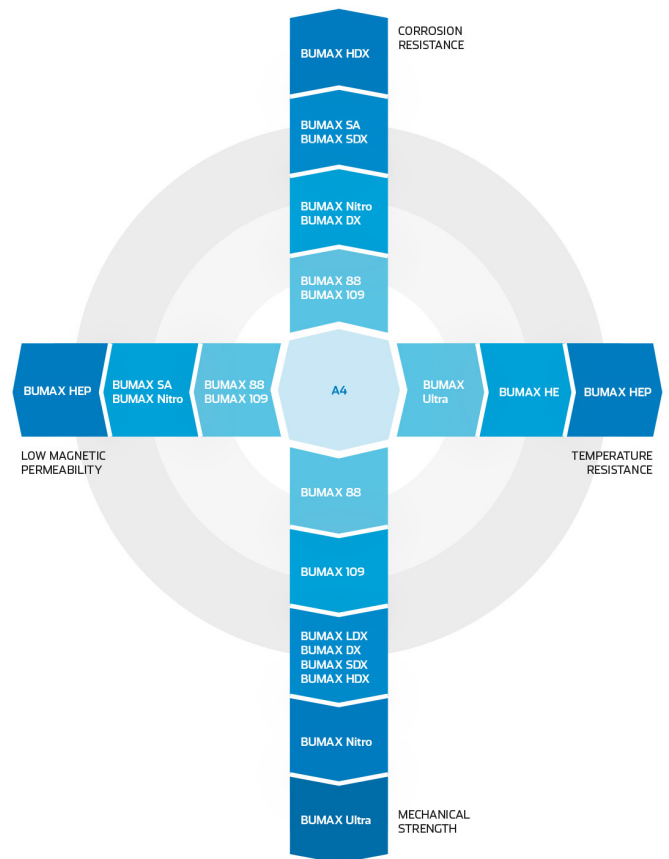 BUMAX HDX
CORROSION
RESISTANCE
BUMAX SA
BUMAX SDX
BUMAX Nitro
BUMAX DX
BUMAX 88
BUMAX 109
BUMAX HEP
BUMAX SA
BUMAX Nitro
BUMAX 88
BUMAX 109
A4
BUMAX
Ultra
BUMAX HE
BUMAX HEP
LOW MAGNETIC
PERMEABILITY
TEMPERATURE
RESISTANCE
BUMAX 88
BUMAX 109
BUMAX LDX
BUMAX DX
BUMAX SDX
BUMAX HDX
BUMAX Nitro
BUMAX Ultra
MECHANICAL
STRENGTH